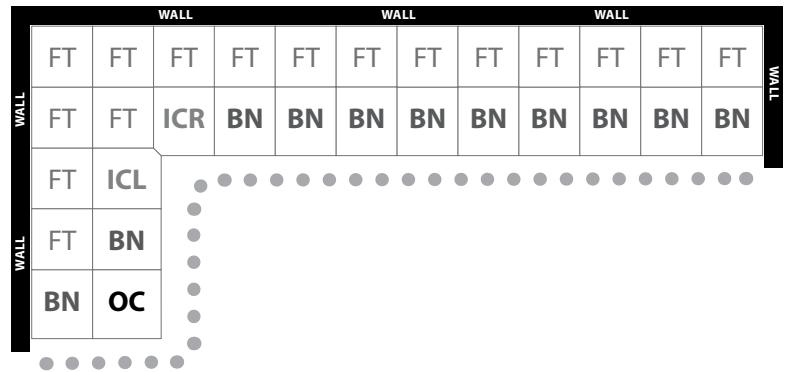 WALL WALL WALL
FT FT FT FT FT FT FT FT FT FT FT FT
WALL
WALL
FT FT ICR BN BN BN BN BN BN BN BN BN
FT ICL
WALL
FT BN
BN OC